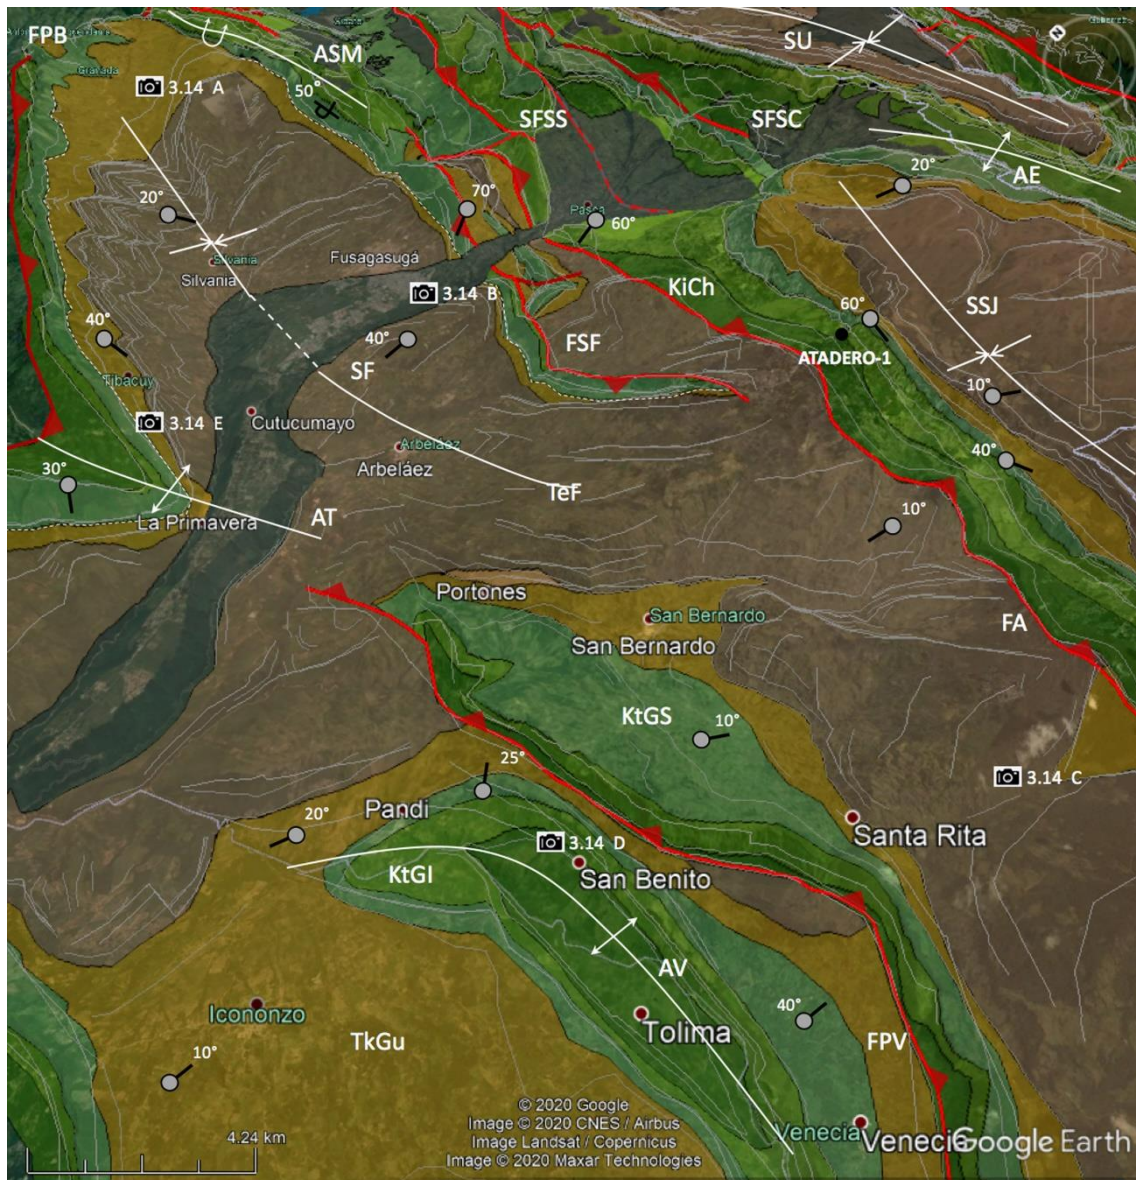 FPB
ASM
SU
Granada
3.14 A
50°
SFSS
SFSC
AE
20°
20°
70°
Pasca
60°
Silvania
Silvania
Fusagasugá
3.14 B
KiCh
SSJ
60°
ATADERO-1
40°
40°
FSF
SF
10°
Tibacuy
3.14 E
Cutucumayo
Arbeláez
Arbeláez
40°
30°
TeF
La Primavera
AT
10°
Portones
San Bernardo
San Bernardo
FA
KtGS
10°
25°
3.14 C
Pandi
20°
Santa Rita
3.14 D
San Benito
KtGl
AV
40°
Tolima
Icononzo
TkGu
FPV
10°
© 2020 Google
Image © 2020 CNES / Airbus
Image Landsat / Copernicus
Image © 2020 Maxar Technologies
4.24 km
Venecia
Venecia
Google Earth
N